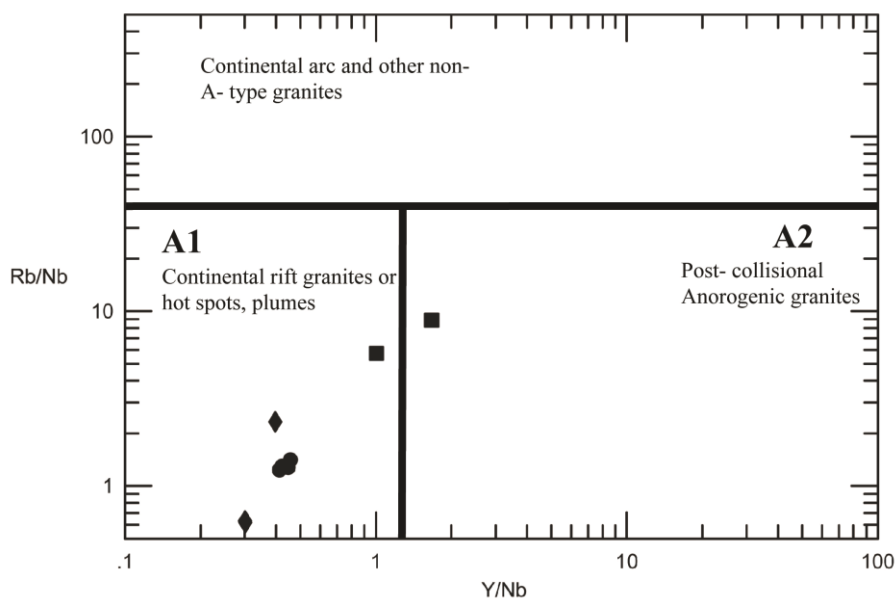 Continental arc and other non-
A- type granites
100
A1
A2
Continental rift granites or
hot spots, plumes
Post- collisional
Anorogenic granites
Rb/Nb
10
1
.1
1
10
100
Y/Nb